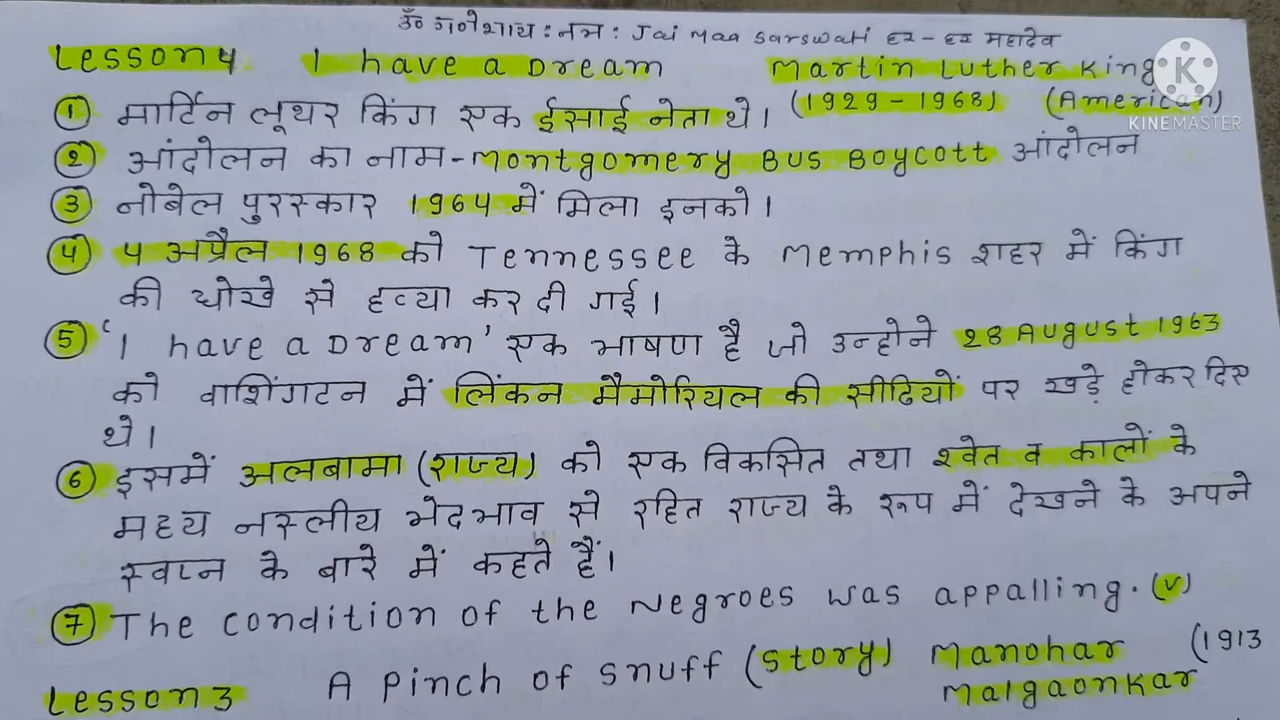 ॐ गनेशाय: नम: Jai Maa Sarswati हर-हर महादेव
Lesson 4 I have a Dream Martin Luther King
① मार्टिन लूथर किंग एक ईसाई नेता थे। (1929-1968) (American)
KINEMASTER
② आंदोलन का नाम-Montgomery BUS Boycott आंदोलन
③ नोबेल पुरस्कार 1964 में मिला इनको।
④ 4 अप्रैल 1968 को Tennessee के Memphis शहर में किंग
की धोखे से हत्या कर दी गई।
⑤ 'I have a Dream' एक भाषण है जो उन्होने 28 August 1963
को वाशिंगटन में लिंकन मैमोरियल की सीढियों पर खड़े होकर दिए
थे।
⑥ इसमें अलबामा (राज्य) को एक विकसित तथा श्वेत व कालों के
मध्य नस्लीय भेदभाव से रहित राज्य के रूप में देखने के अपने
स्वप्न के बारे में कहते हैं।
⑦ The condition of the Negroes was appalling. (V)
Lesson 3 A Pinch of Snuff (Story) Manohar (1913
Malgaonkar